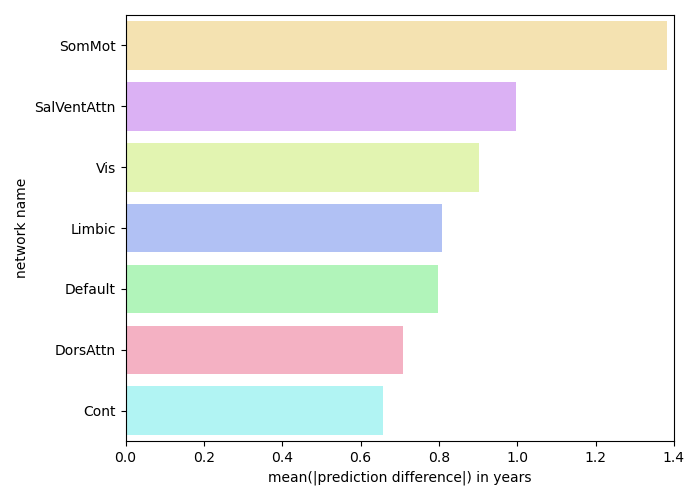 SomMot
SalVentAttn
Vis
Limbic
Default
DorsAttn
Cont
network name
0.0 0.2 0.4 0.6 0.8 1.0 1.2 1.4
mean(|prediction difference|) in years